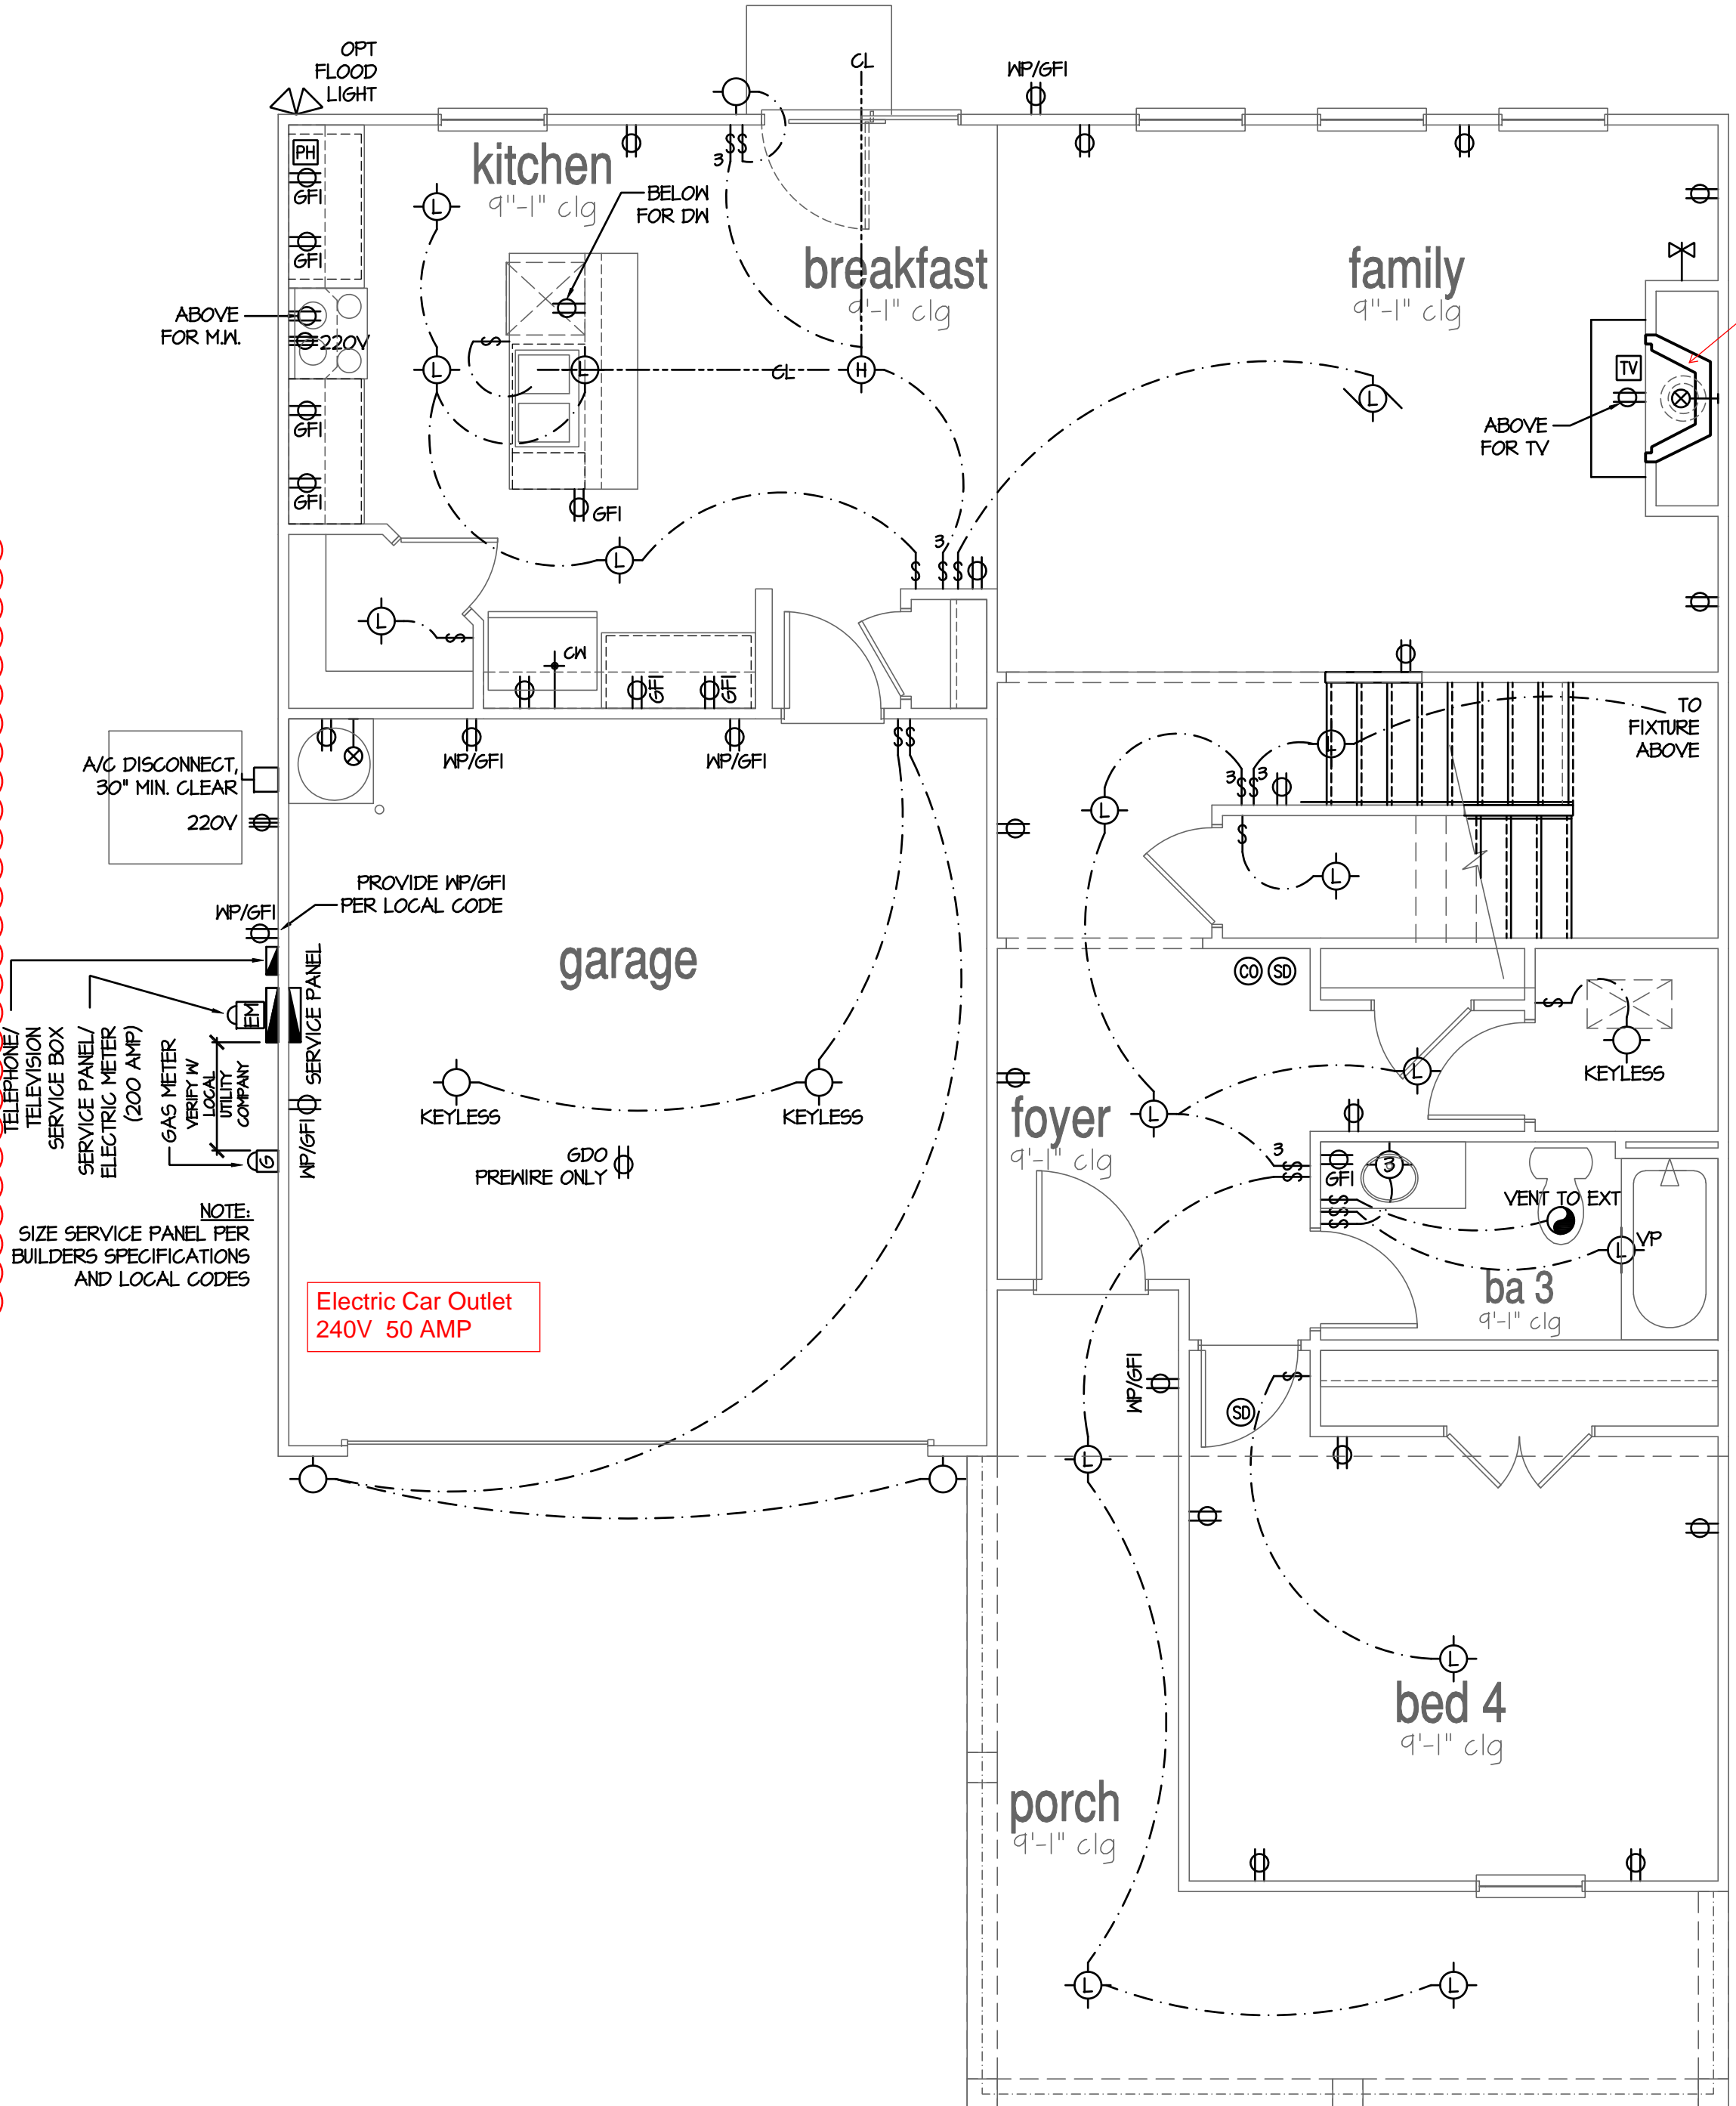 OPT
FLOOD
LIGHT
CL
WP/GFI
PH
GFI
GFI
kitchen
9"-1" clg
3
S S
BELOW
FOR DW
breakfast
9'-1" clg
family
9"-1" clg
L
ABOVE
FOR M.W.
220V
S
L
L
CL
H
L
TV
ABOVE
FOR TV
GFI
GFI
GFI
L
S
3
S S
L
S
CW
GFI
GFI
WP/GFI
WP/GFI
S S
TO
FIXTURE
ABOVE
L
3
S S
3
L
S
L
A/C DISCONNECT,
30" MIN. CLEAR
220V
PROVIDE WP/GFI
PER LOCAL CODE
WP/GFI
garage
CO
SD
TELEPHONE/
TELEVISION
SERVICE BOX
SERVICE PANEL/
ELECTRIC METER
(200 AMP)
GAS METER
VERIFY W
LOCAL
UTILITY
COMPANY
EM
G
SERVICE PANEL
WP/GFI
KEYLESS
KEYLESS
GDO
PREWIRE ONLY
NOTE:
SIZE SERVICE PANEL PER
BUILDERS SPECIFICATIONS
AND LOCAL CODES
Electric Car Outlet
240V 50 AMP
S
KEYLESS
L
L
foyer
9'-1" clg
3
S
S
GFI
3
S
S
S
VENT TO EXT
L
VP
ba 3
9'-1" clg
WP/GFI
SD
S
L
L
bed 4
9'-1" clg
porch
9'-1" clg
L
L